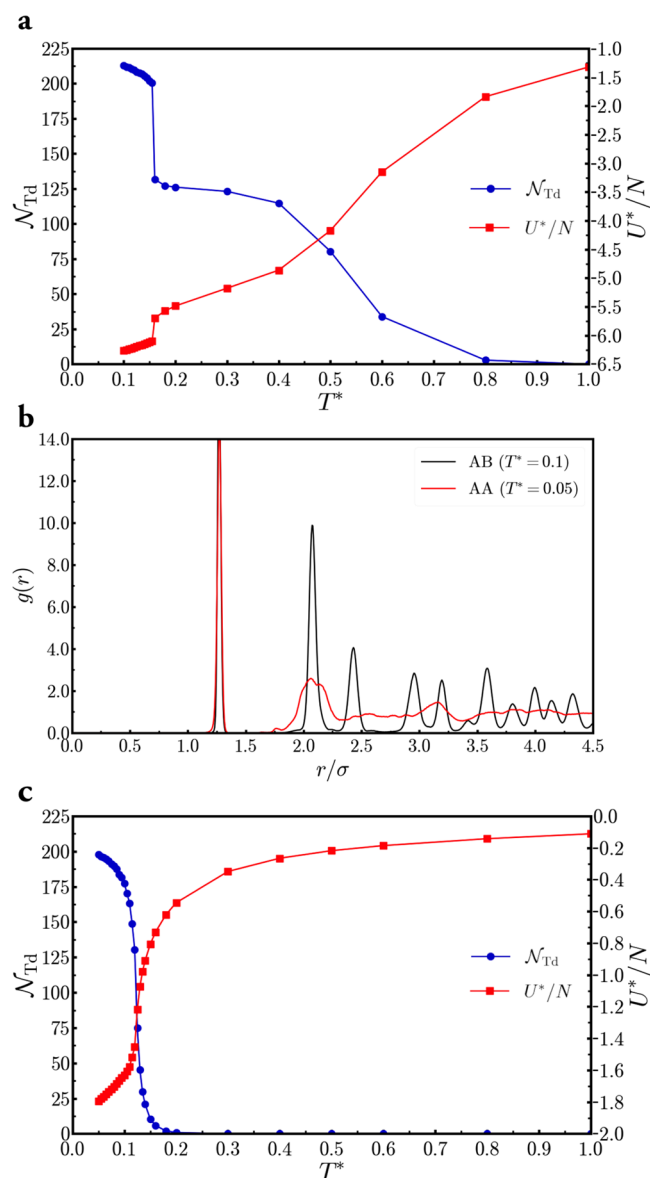 a
225
200
175
150
125
100
75
50
25
0
𝒩Td
-1.0
-1.5
-2.0
-2.5
-3.0
-3.5
-4.0
-4.5
-5.0
-5.5
-6.0
-6.5
U*/N
𝒩Td
U*/N
0.0 0.1 0.2 0.3 0.4 0.5 0.6 0.7 0.8 0.9 1.0
T*
b
14.0
12.0
10.0
8.0
6.0
4.0
2.0
0.0
g(r)
AB (T* = 0.1)
AA (T* = 0.05)
0.0 0.5 1.0 1.5 2.0 2.5 3.0 3.5 4.0 4.5
r/σ
c
225
200
175
150
125
100
75
50
25
0
𝒩Td
0.0
-0.2
-0.4
-0.6
-0.8
-1.0
-1.2
-1.4
-1.6
-1.8
-2.0
U*/N
𝒩Td
U*/N
0.0 0.1 0.2 0.3 0.4 0.5 0.6 0.7 0.8 0.9 1.0
T*